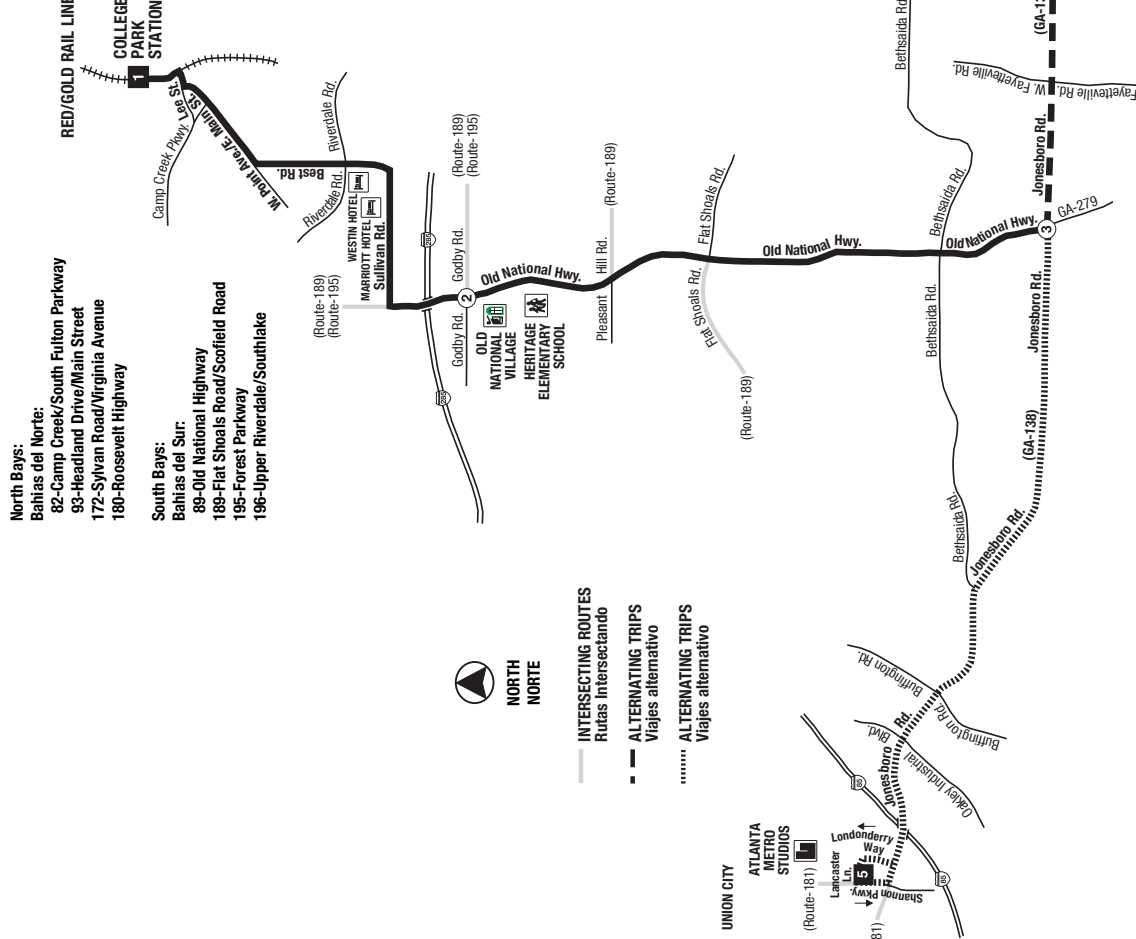 RED/GOLD RAIL LINE
COLLEGE
PARK
STATION
1
North Bays:
Bahias del Norte:
82-Camp Creek/South Fulton Parkway
93-Headland Drive/Main Street
172-Sylvan Road/Virginia Avenue
180-Roosevelt Highway
South Bays:
Bahias del Sur:
89-Old National Highway
189-Flat Shoals Road/Scofield Road
195-Forest Parkway
196-Upper Riverdale/Southlake
Camp Creek Pkwy.
Lee St.
W. Point Ave./E. Main St.
Best Rd.
Riverdale Rd.
Riverdale Rd.
WESTIN HOTEL
MARRIOTT HOTEL
Sullivan Rd.
(Route-189)
(Route-195)
285
285
Godby Rd.
2
Godby Rd.
(Route-189)
(Route-195)
Old National Hwy.
OLD
NATIONAL
VILLAGE
HERITAGE
ELEMENTARY
SCHOOL
Pleasant Hill Rd.
(Route-189)
Flat Shoals Rd.
Flat Shoals Rd.
(Route-189)
Old National Hwy.
Bethsaida Rd.
Bethsaida Rd.
Bethsaida Rd.
Bethsaida Rd.
Old National Hwy.
3
GA-279
Jonesboro Rd.
W. Fayetteville Rd.
Fayetteville Rd.
Jonesboro Rd.
(GA-138)
Jonesboro Rd.
NORTH
NORTE
INTERSECTING ROUTES
Rutas Intersectando
ALTERNATING TRIPS
Viajes alternativo
ALTERNATING TRIPS
Viajes alternativo
Buffington Rd.
Buffington Rd.
Oakley Industrial Blvd.
Jonesboro Rd.
85
85
UNION CITY
ATLANTA
METRO
STUDIOS
(Route-181)
Lancaster
Ln.
5
Londonderry
Way
Shannon Pkwy.